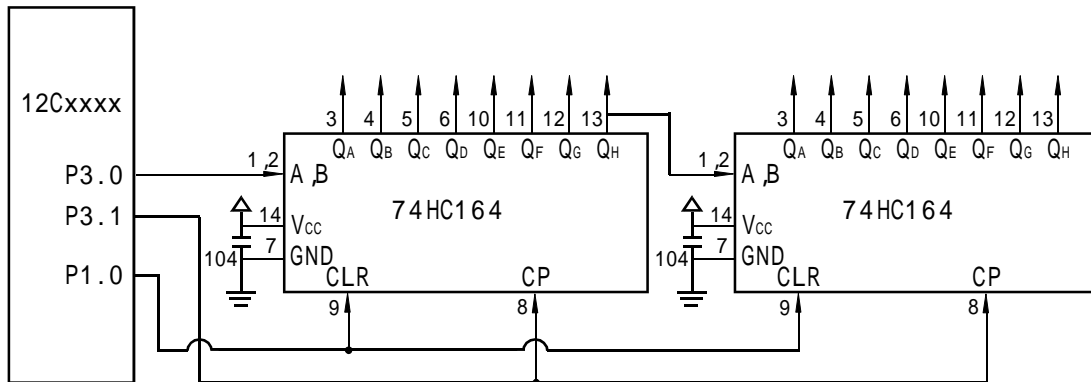 12Cxxxx
P3.0
P3.1
P1.0
3 4 5 6 10 11 12 13
QA QB QC QD QE QF QG QH
1,2
A,B
74HC164
14
VCC
7
GND
104
CLR
CP
9
8
3 4 5 6 10 11 12 13
QA QB QC QD QE QF QG QH
1,2
A,B
74HC164
14
VCC
7
GND
104
CLR
CP
9
8